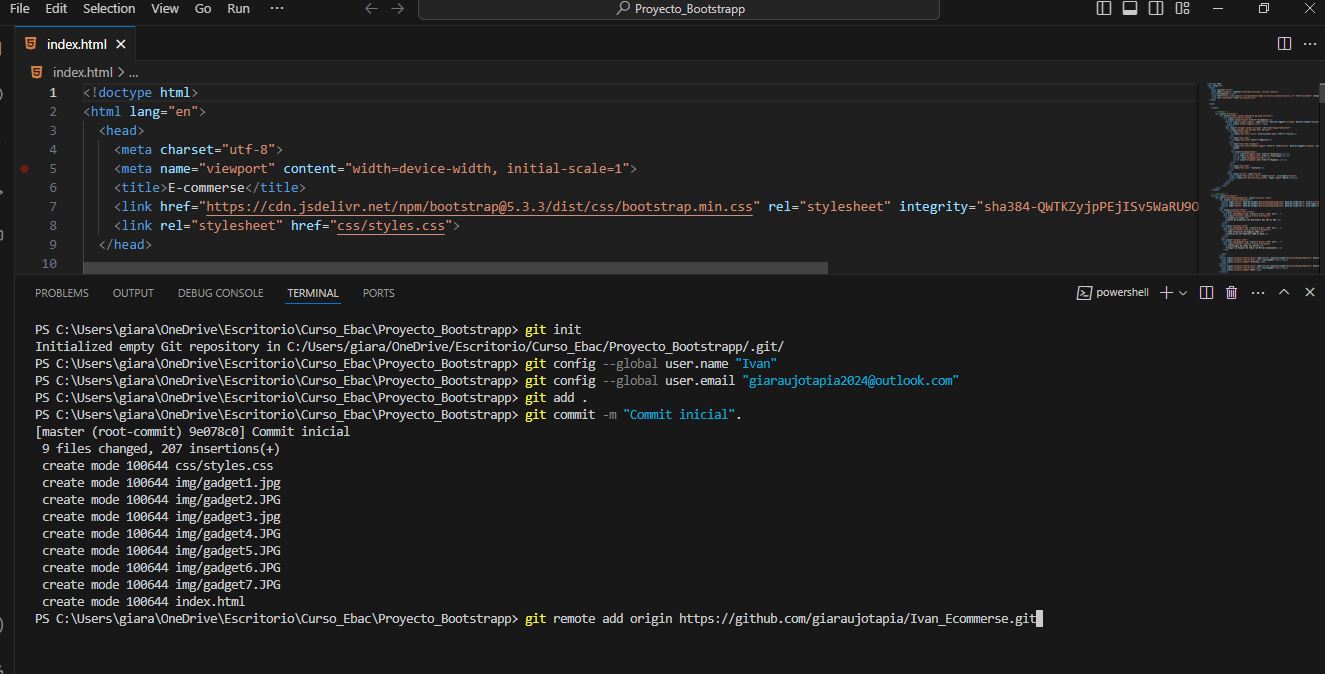 File Edit Selection View Go Run ···
Proyecto_Bootstrapp
index.html
index.html > ...
1 <!doctype html>
2 <html lang="en">
3 <head>
4 <meta charset="utf-8">
5 <meta name="viewport" content="width=device-width, initial-scale=1">
6 <title>E-commerse</title>
7 <link href="https://cdn.jsdelivr.net/npm/bootstrap@5.3.3/dist/css/bootstrap.min.css" rel="stylesheet" integrity="sha384-QWTKZyjpPEjISv5WaRU9O
8 <link rel="stylesheet" href="css/styles.css">
9 </head>
10
PROBLEMS OUTPUT DEBUG CONSOLE TERMINAL PORTS powershell
PS C:\Users\giara\OneDrive\Escritorio\Curso_Ebac\Proyecto_Bootstrapp> git init
Initialized empty Git repository in C:/Users/giara/OneDrive/Escritorio/Curso_Ebac/Proyecto_Bootstrapp/.git/
PS C:\Users\giara\OneDrive\Escritorio\Curso_Ebac\Proyecto_Bootstrapp> git config --global user.name "Ivan"
PS C:\Users\giara\OneDrive\Escritorio\Curso_Ebac\Proyecto_Bootstrapp> git config --global user.email "giaraujotapia2024@outlook.com"
PS C:\Users\giara\OneDrive\Escritorio\Curso_Ebac\Proyecto_Bootstrapp> git add .
PS C:\Users\giara\OneDrive\Escritorio\Curso_Ebac\Proyecto_Bootstrapp> git commit -m "Commit inicial".
[master (root-commit) 9e078c0] Commit inicial
9 files changed, 207 insertions(+)
create mode 100644 css/styles.css
create mode 100644 img/gadget1.jpg
create mode 100644 img/gadget2.JPG
create mode 100644 img/gadget3.jpg
create mode 100644 img/gadget4.JPG
create mode 100644 img/gadget5.JPG
create mode 100644 img/gadget6.JPG
create mode 100644 img/gadget7.JPG
create mode 100644 index.html
PS C:\Users\giara\OneDrive\Escritorio\Curso_Ebac\Proyecto_Bootstrapp> git remote add origin https://github.com/giaraujotapia/Ivan_Ecommerse.git